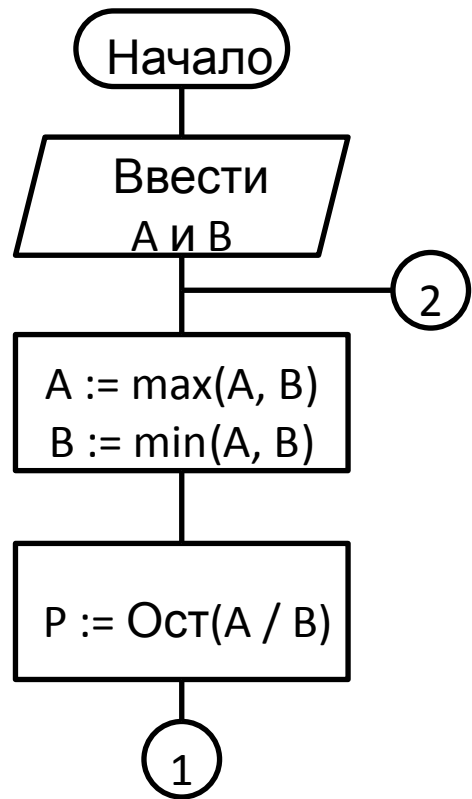 Начало
Ввести
А и В
2
A := max(A, B)
B := min(A, B)
P := Ост(A / B)
1